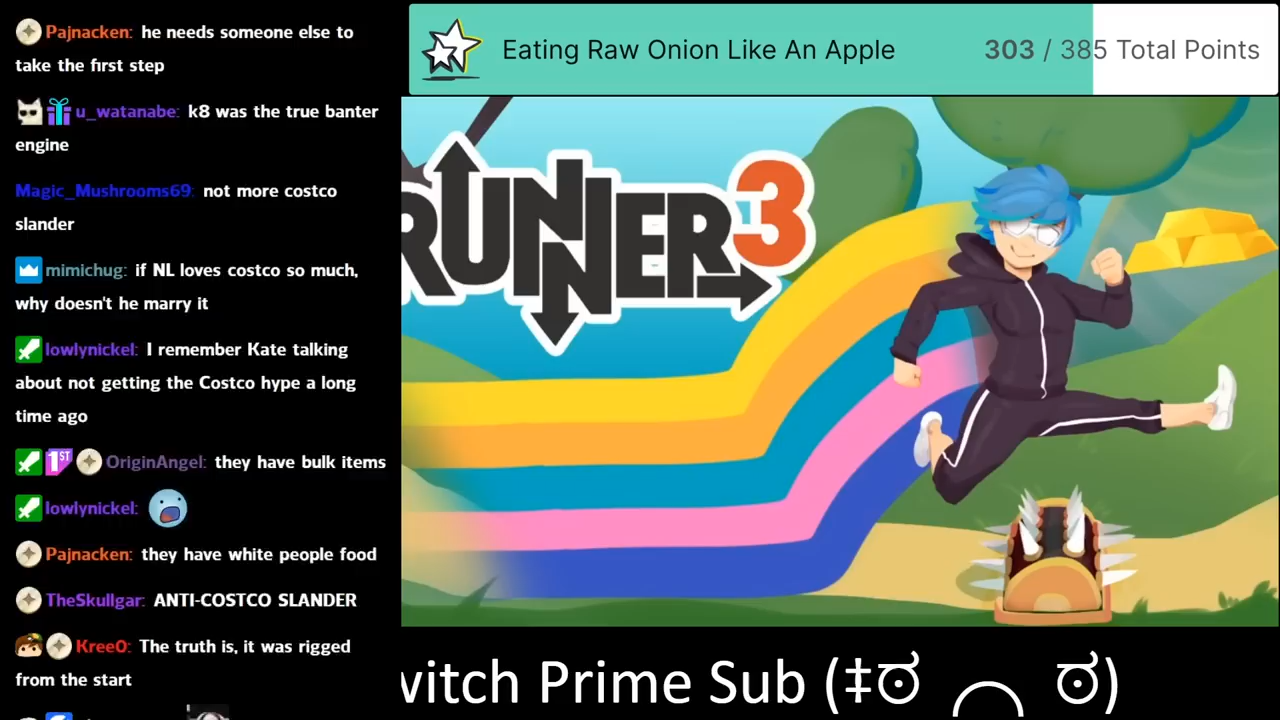 Pajnacken: he needs someone else to
take the first step
u_watanabe: k8 was the true banter
engine
Magic_Mushrooms69: not more costco
slander
mimichug: if NL loves costco so much,
why doesn't he marry it
lowlynickel: I remember Kate talking
about not getting the Costco hype a long
time ago
1ST OriginAngel: they have bulk items
lowlynickel:
Pajnacken: they have white people food
TheSkullgar: ANTI-COSTCO SLANDER
KreeO: The truth is, it was rigged
from the start
7 Eating Raw Onion Like An Apple 303 / 385 Total Points
RUNNER3
witch Prime Sub (‡ಠ ╭╮ ಠ)